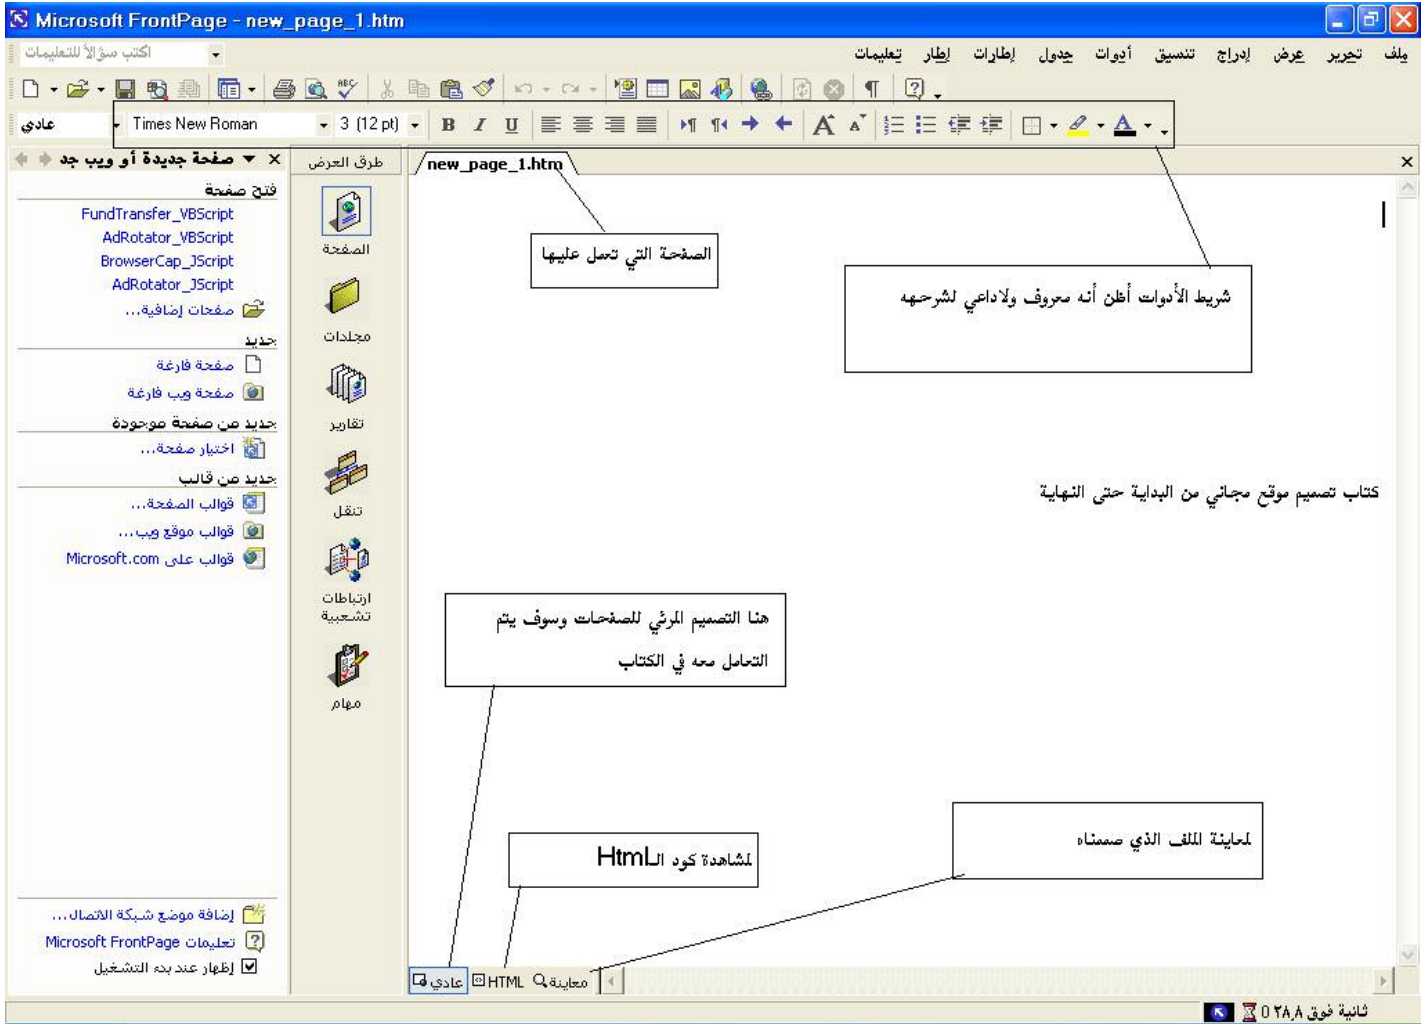 Microsoft FrontPage - new_page_1.htm
ملف تحرير عرض إدراج تنسيق أدوات جدول إطارات إطار تعليمات
اكتب سؤالاً للتعليمات
عادي
Times New Roman
3 (12 pt)
B I U
صفحة جديدة أو ويب جد
فتح صفحة
FundTransfer_VBScript
AdRotator_VBScript
BrowserCap_JScript
AdRotator_JScript
صفحات إضافية...
جديد
صفحة فارغة
صفحة ويب فارغة
جديد من صفحة موجودة
اختيار صفحة...
جديد من قالب
قوالب الصفحة...
قوالب موقع ويب...
قوالب على Microsoft.com
إضافة موضع شبكة الاتصال...
تعليمات Microsoft FrontPage
إظهار عند بدء التشغيل
طرق العرض
الصفحة
مجلدات
تقارير
تنقل
ارتباطات
تشعبية
مهام
new_page_1.htm
الصفحة التي تعمل عليها
شريط الأدوات أظن أنه معروف ولاداعي لشرحهه
كتاب تصميم موقع مجاني من البداية حتى النهاية
هنا التصميم المرئي للصفحات وسوف يتم
التعامل معه في الكتاب
لمشاهدة كود الـHtml
لمعاينة الملف الذي صممناه
عادي
HTML
معاينة
ثانية فوق ٢٨٫٨ 0